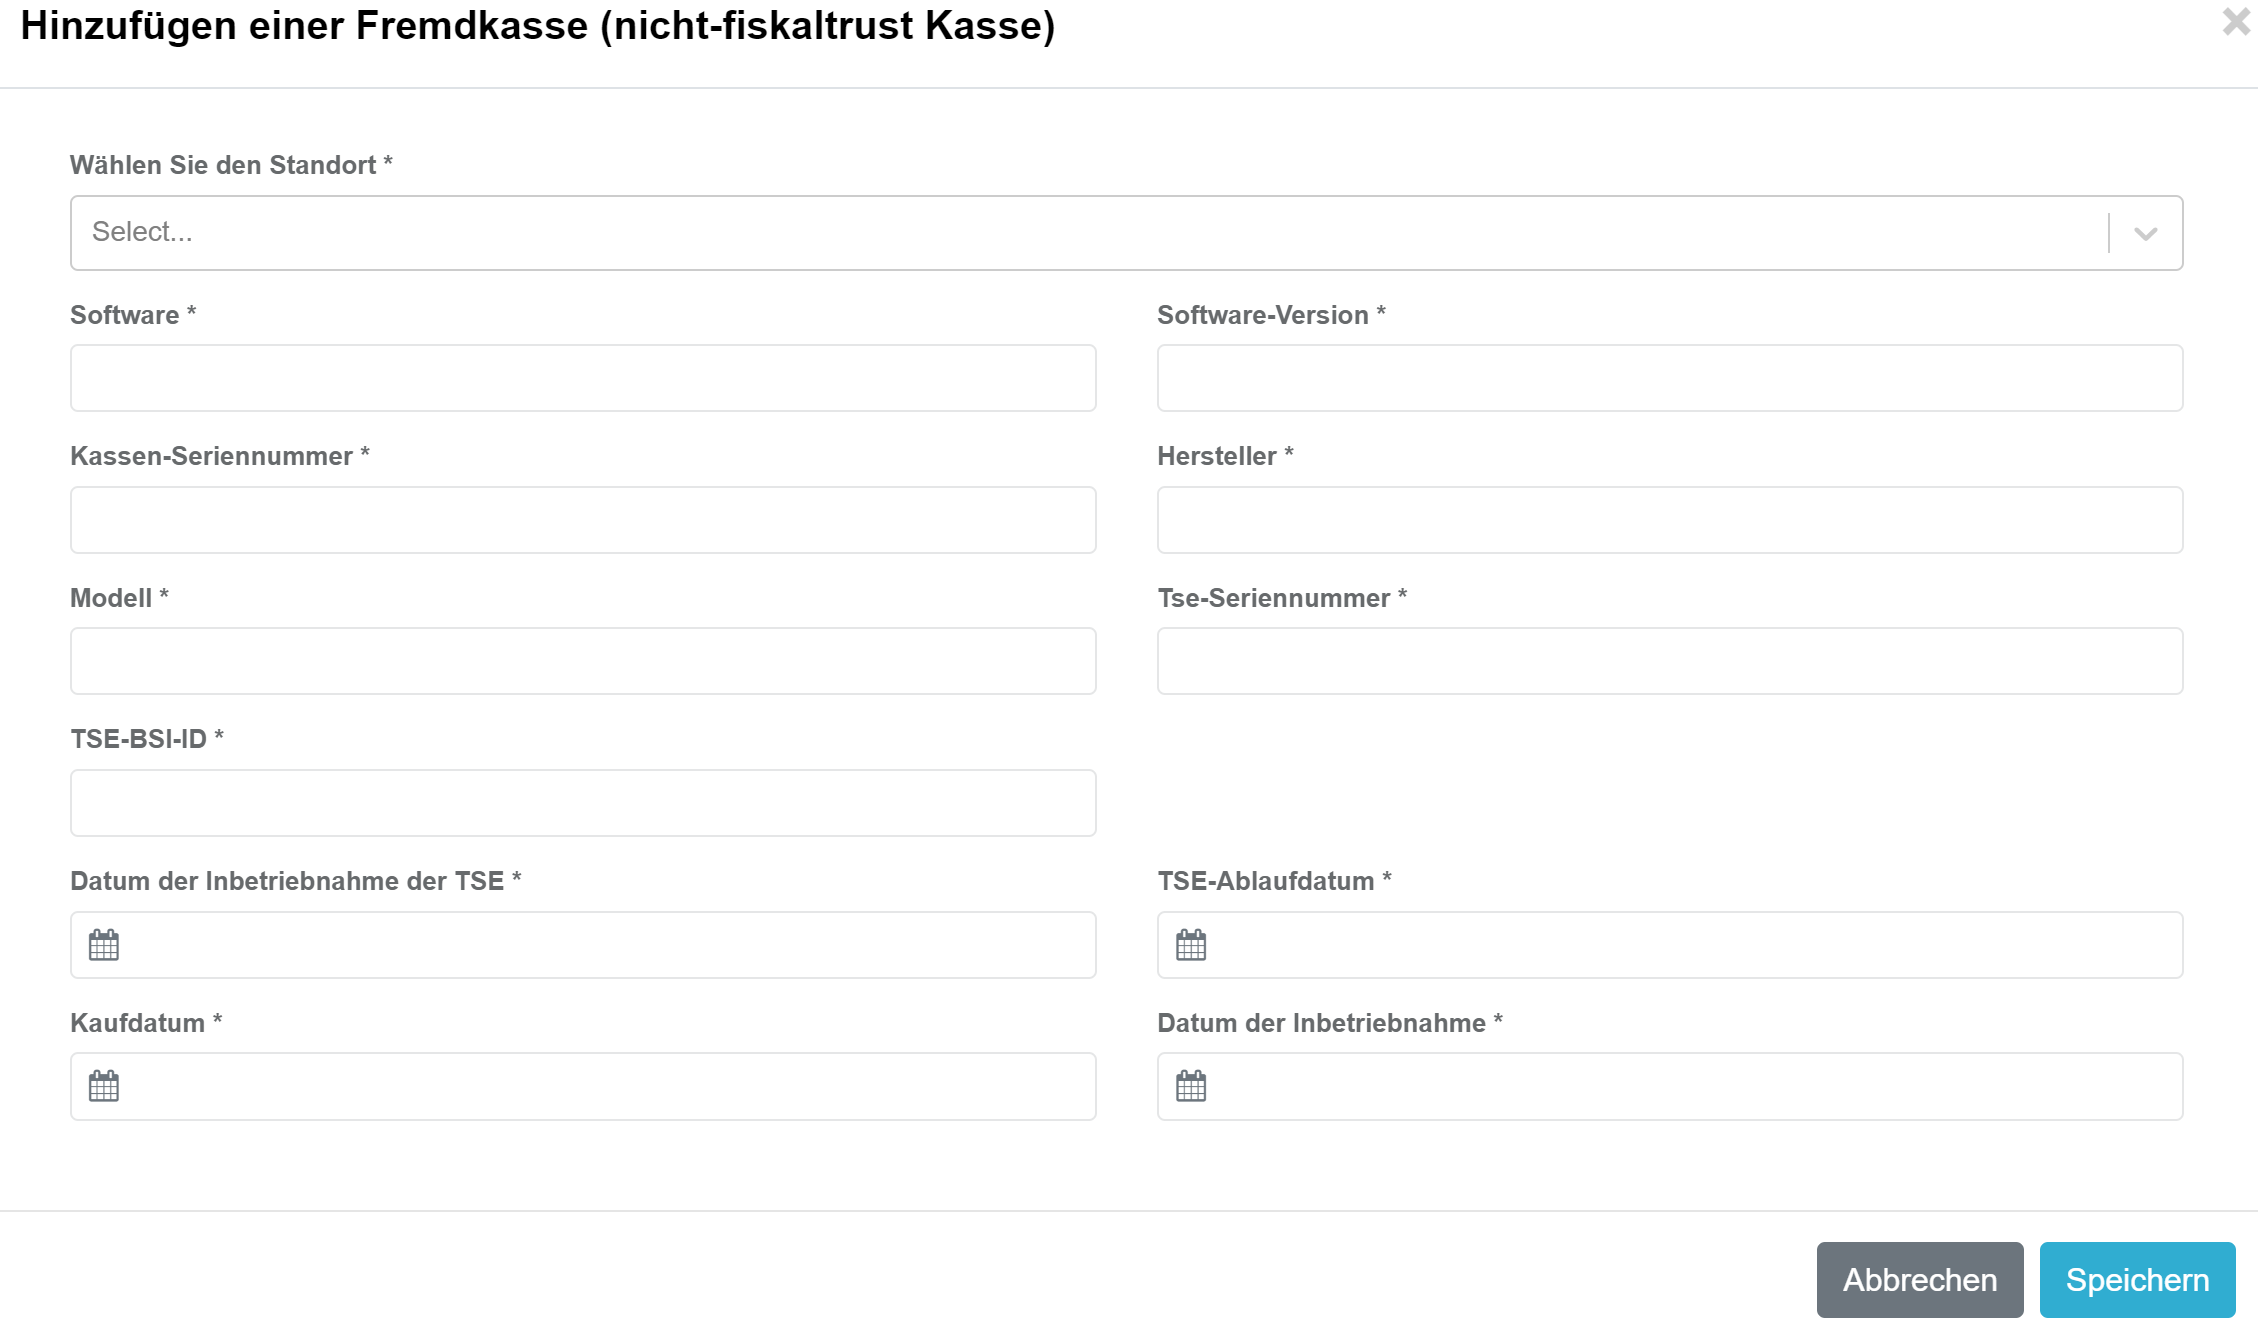 Hinzufügen einer Fremdkasse (nicht-fiskaltrust Kasse)
Wählen Sie den Standort *
Select...
Software *
Software-Version *
Kassen-Seriennummer *
Hersteller *
Modell *
Tse-Seriennummer *
TSE-BSI-ID *
Datum der Inbetriebnahme der TSE *
TSE-Ablaufdatum *
Kaufdatum *
Datum der Inbetriebnahme *
Abbrechen
Speichern